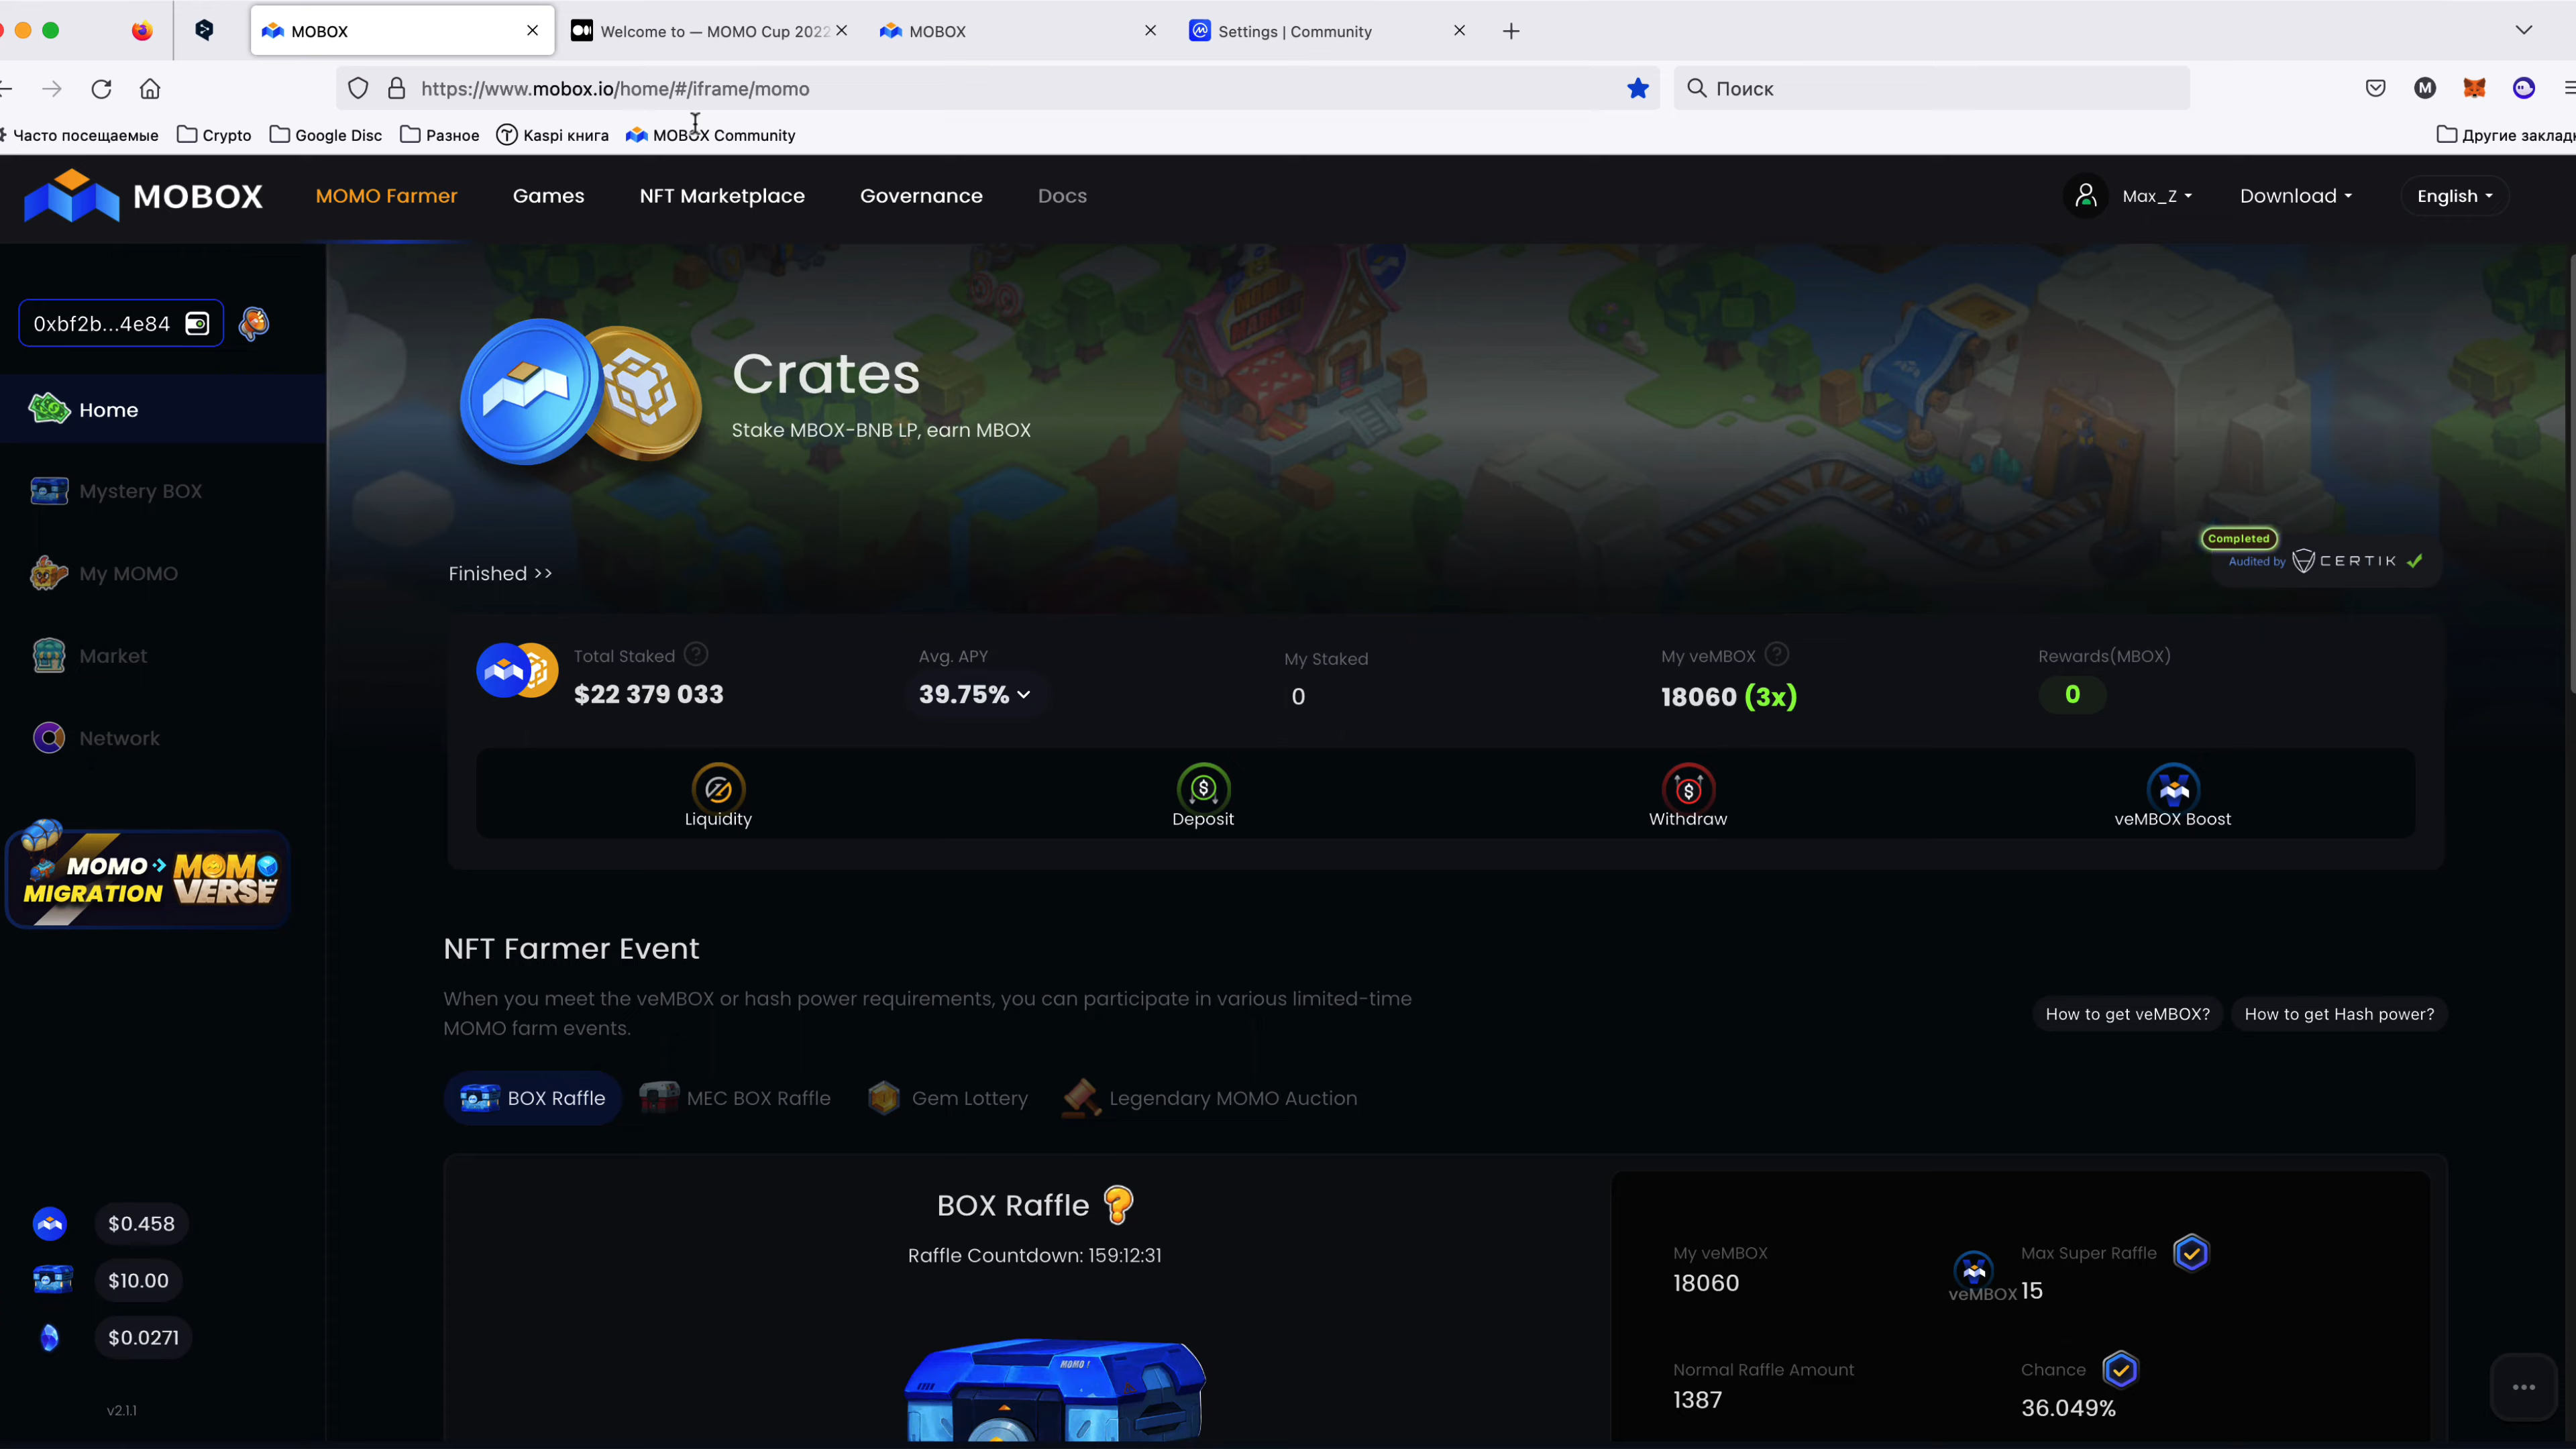 MOBOX
Welcome to — MOMO Cup 2022
MOBOX
Settings | Community
https://www.mobox.io/home/#/iframe/momo
Поиск
M
Часто посещаемые
Crypto
Google Disc
Разное
Kaspi книга
MOBOX Community
Другие заклад
MOBOX
MOMO Farmer
Games
NFT Marketplace
Governance
Docs
Max_Z
Download
English
0xbf2b...4e84
Home
Mystery BOX
My MOMO
Market
Network
MOMO MOMO
MIGRATION VERSE
$0.458
$10.00
$0.0271
v2.1.1
Crates
Stake MBOX-BNB LP, earn MBOX
Finished >>
Completed
Audited by CERTIK
Total Staked ?
$22 379 033
Avg. APY
39.75%
My Staked
0
My veMBOX ?
18060 (3x)
Rewards(MBOX)
0
Liquidity
Deposit
Withdraw
veMBOX Boost
NFT Farmer Event
When you meet the veMBOX or hash power requirements, you can participate in various limited-time
MOMO farm events.
How to get veMBOX?
How to get Hash power?
BOX Raffle
MEC BOX Raffle
Gem Lottery
Legendary MOMO Auction
BOX Raffle ?
Raffle Countdown: 159:12:31
MOMO !
My veMBOX
18060
veMBOX
Max Super Raffle
15
Normal Raffle Amount
1387
Chance
36.049%